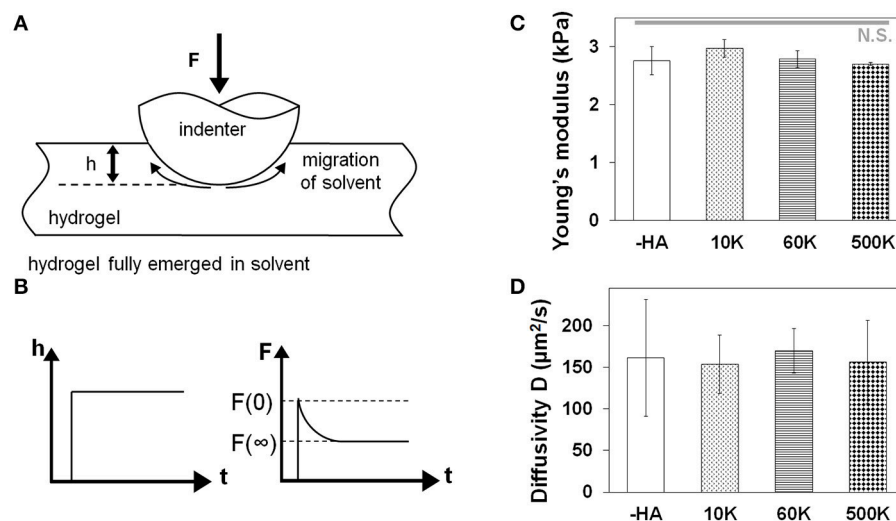 A
F
indenter
h
migration
of solvent
hydrogel
hydrogel fully emerged in solvent
B
h
t
F
F(0)
F(∞)
t
C
Young's modulus (kPa)
N.S.
3
2
1
0
-HA
10K
60K
500K
D
Diffusivity D (μm²/s)
200
150
100
50
0
-HA
10K
60K
500K